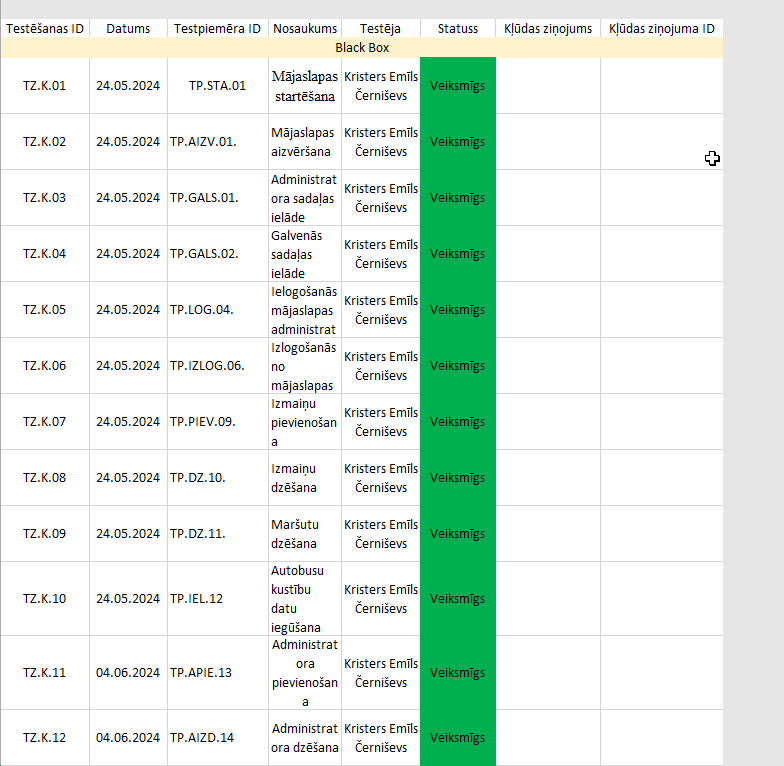 Testēšanas ID Datums Testpiemēra ID Nosaukums Testēja Statuss Kļūdas ziņojums Kļūdas ziņojuma ID
Black Box
TZ.K.01 24.05.2024 TP.STA.01 Mājaslapas startēšana Kristers Emīls Černiševs Veiksmīgs
TZ.K.02 24.05.2024 TP.AIZV.01. Mājaslapas aizvēršana Kristers Emīls Černiševs Veiksmīgs
TZ.K.03 24.05.2024 TP.GALS.01. Administratora sadaļas ielāde Kristers Emīls Černiševs Veiksmīgs
TZ.K.04 24.05.2024 TP.GALS.02. Galvenās sadaļas ielāde Kristers Emīls Černiševs Veiksmīgs
TZ.K.05 24.05.2024 TP.LOG.04. Ielogošanās mājaslapas administrat Kristers Emīls Černiševs Veiksmīgs
TZ.K.06 24.05.2024 TP.IZLOG.06. Izlogošanās no mājaslapas Kristers Emīls Černiševs Veiksmīgs
TZ.K.07 24.05.2024 TP.PIEV.09. Izmaiņu pievienošana Kristers Emīls Černiševs Veiksmīgs
TZ.K.08 24.05.2024 TP.DZ.10. Izmaiņu dzēšana Kristers Emīls Černiševs Veiksmīgs
TZ.K.09 24.05.2024 TP.DZ.11. Maršutu dzēšana Kristers Emīls Černiševs Veiksmīgs
TZ.K.10 24.05.2024 TP.IEL.12 Autobusu kustību datu iegūšana Kristers Emīls Černiševs Veiksmīgs
TZ.K.11 04.06.2024 TP.APIE.13 Administratora pievienošana Kristers Emīls Černiševs Veiksmīgs
TZ.K.12 04.06.2024 TP.AIZD.14 Administratora dzēšana Kristers Emīls Černiševs Veiksmīgs